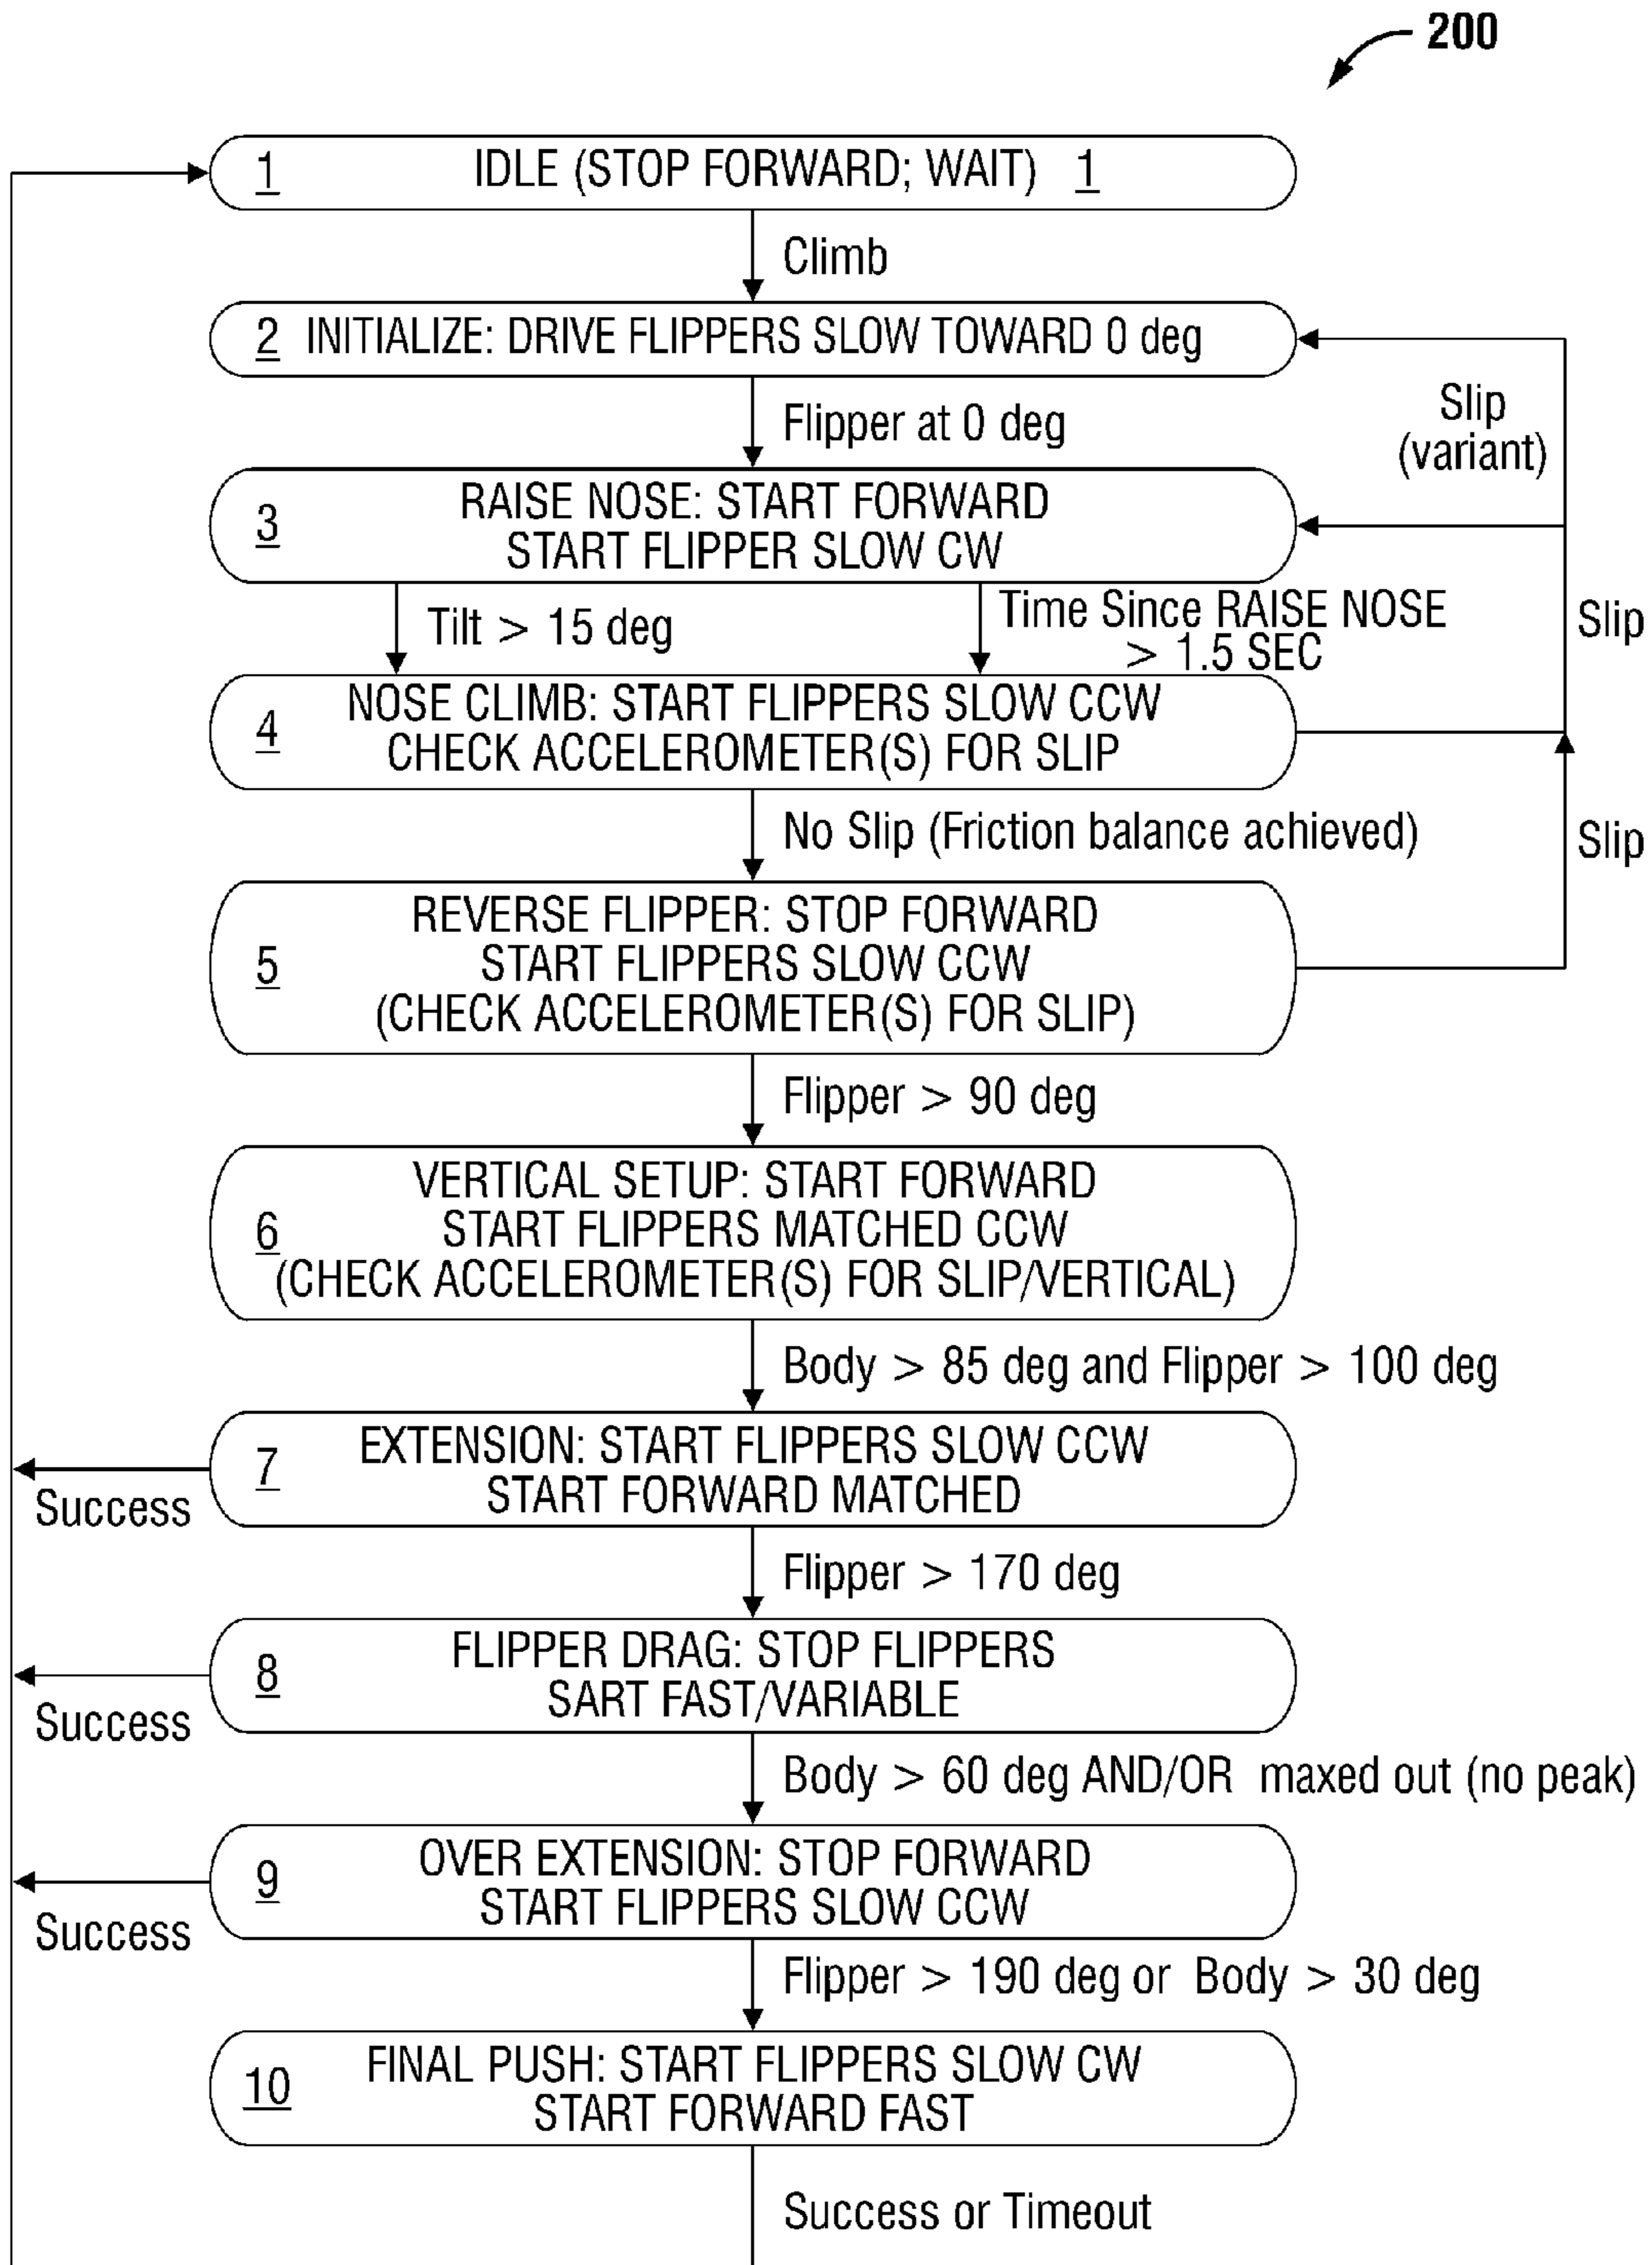 200
1 IDLE (STOP FORWARD; WAIT) 1
Climb
2 INITIALIZE: DRIVE FLIPPERS SLOW TOWARD 0 deg
Flipper at 0 deg
Slip
(variant)
3 RAISE NOSE: START FORWARD
START FLIPPER SLOW CW
Tilt > 15 deg
Time Since RAISE NOSE
> 1.5 SEC
Slip
4 NOSE CLIMB: START FLIPPERS SLOW CCW
CHECK ACCELEROMETER(S) FOR SLIP
No Slip (Friction balance achieved)
Slip
5 REVERSE FLIPPER: STOP FORWARD
START FLIPPERS SLOW CCW
(CHECK ACCELEROMETER(S) FOR SLIP)
Flipper > 90 deg
6 VERTICAL SETUP: START FORWARD
START FLIPPERS MATCHED CCW
(CHECK ACCELEROMETER(S) FOR SLIP/VERTICAL)
Body > 85 deg and Flipper > 100 deg
7 EXTENSION: START FLIPPERS SLOW CCW
START FORWARD MATCHED
Success
Flipper > 170 deg
8 FLIPPER DRAG: STOP FLIPPERS
SART FAST/VARIABLE
Success
Body > 60 deg AND/OR maxed out (no peak)
9 OVER EXTENSION: STOP FORWARD
START FLIPPERS SLOW CCW
Success
Flipper > 190 deg or Body > 30 deg
10 FINAL PUSH: START FLIPPERS SLOW CW
START FORWARD FAST
Success or Timeout